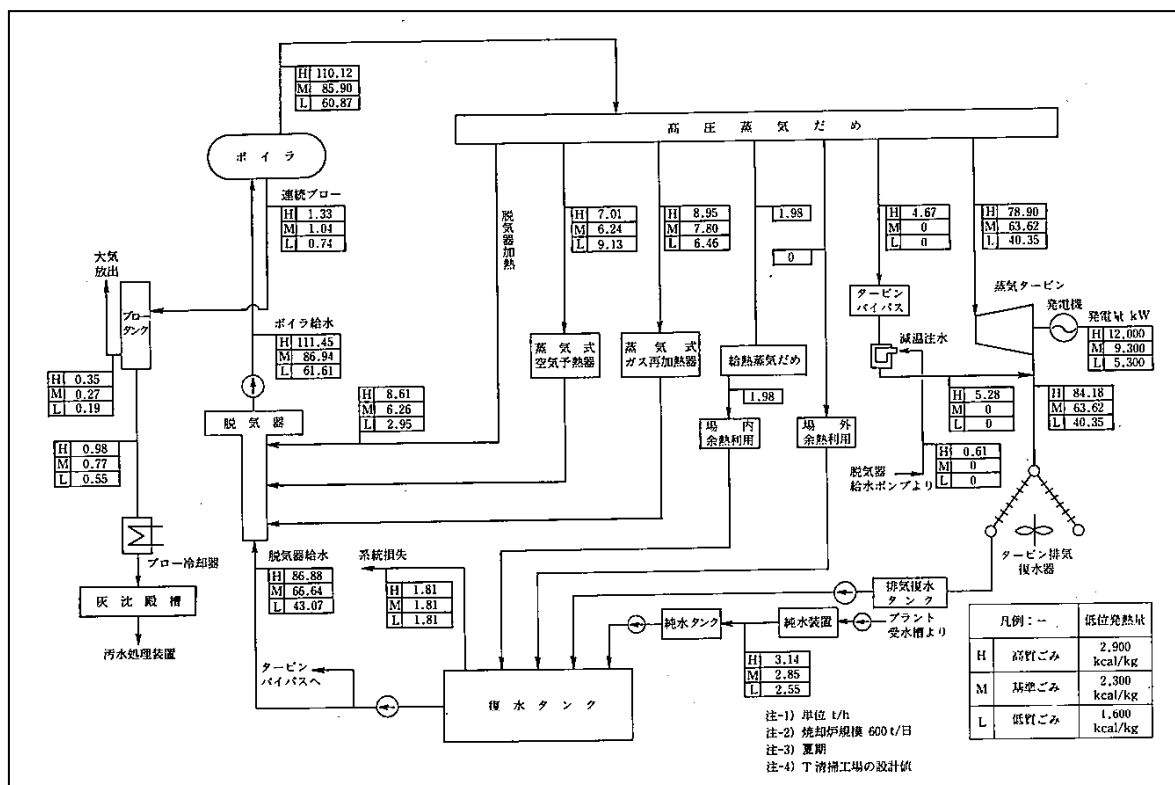 H 110.12
M 85.90
L 60.87
高圧蒸気だめ
ボイラ
連続ブロー
H 1.33
M 1.04
L 0.74
脱気器加熱
H 7.01
M 6.24
L 9.13
H 8.95
M 7.80
L 6.46
1.98
0
H 4.67
M 0
L 0
H 78.90
M 63.62
L 40.35
大気
放出
ブロー
タンク
ボイラ給水
H 111.45
M 86.94
L 61.61
蒸気式
空気予熱器
蒸気式
ガス再加熱器
給熱蒸気だめ
タービン
バイパス
減温注水
蒸気タービン
発電機
発電量 kW
H 12,000
M 9,300
L 5,300
H 0.35
M 0.27
L 0.19
脱気器
H 8.61
M 6.26
L 2.95
1.98
場内
余熱利用
場外
余熱利用
H 5.28
M 0
L 0
H 84.18
M 63.62
L 40.35
H 0.98
M 0.77
L 0.55
H 0.61
M 0
L 0
脱気器
給水ポンプより
タービン排気
復水器
ブロー冷却器
灰沈殿槽
汚水処理装置
脱気器給水
H 86.88
M 66.64
L 43.07
系統損失
H 1.81
M 1.81
L 1.81
排気復水
タンク
純水タンク
純水装置
プラント
受水槽より
H 3.14
M 2.85
L 2.55
タービン
バイパスへ
復水タンク
注-1) 単位 t/h
注-2) 焼却炉規模 600 t/日
注-3) 夏期
注-4) T清掃工場の設計値
凡例:- 低位発熱量
H 高質ごみ 2,900 kcal/kg
M 基準ごみ 2,300 kcal/kg
L 低質ごみ 1,600 kcal/kg